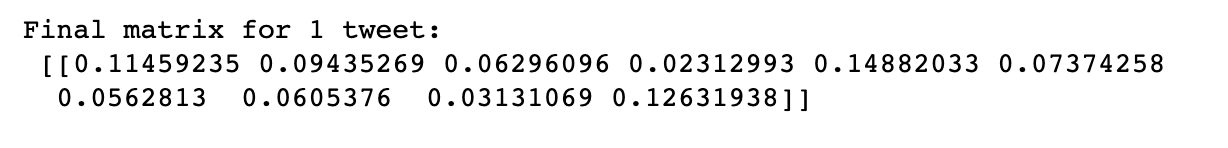 Final matrix for 1 tweet:
[[0.11459235 0.09435269 0.06296096 0.02312993 0.14882033 0.07374258
0.0562813 0.0605376 0.03131069 0.12631938]]